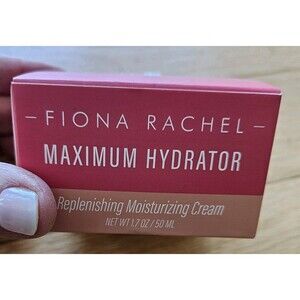 – FIONA RACHEL –
MAXIMUM HYDRATOR
Replenishing Moisturizing Cream
NET WT 1.7 OZ / 50 ML